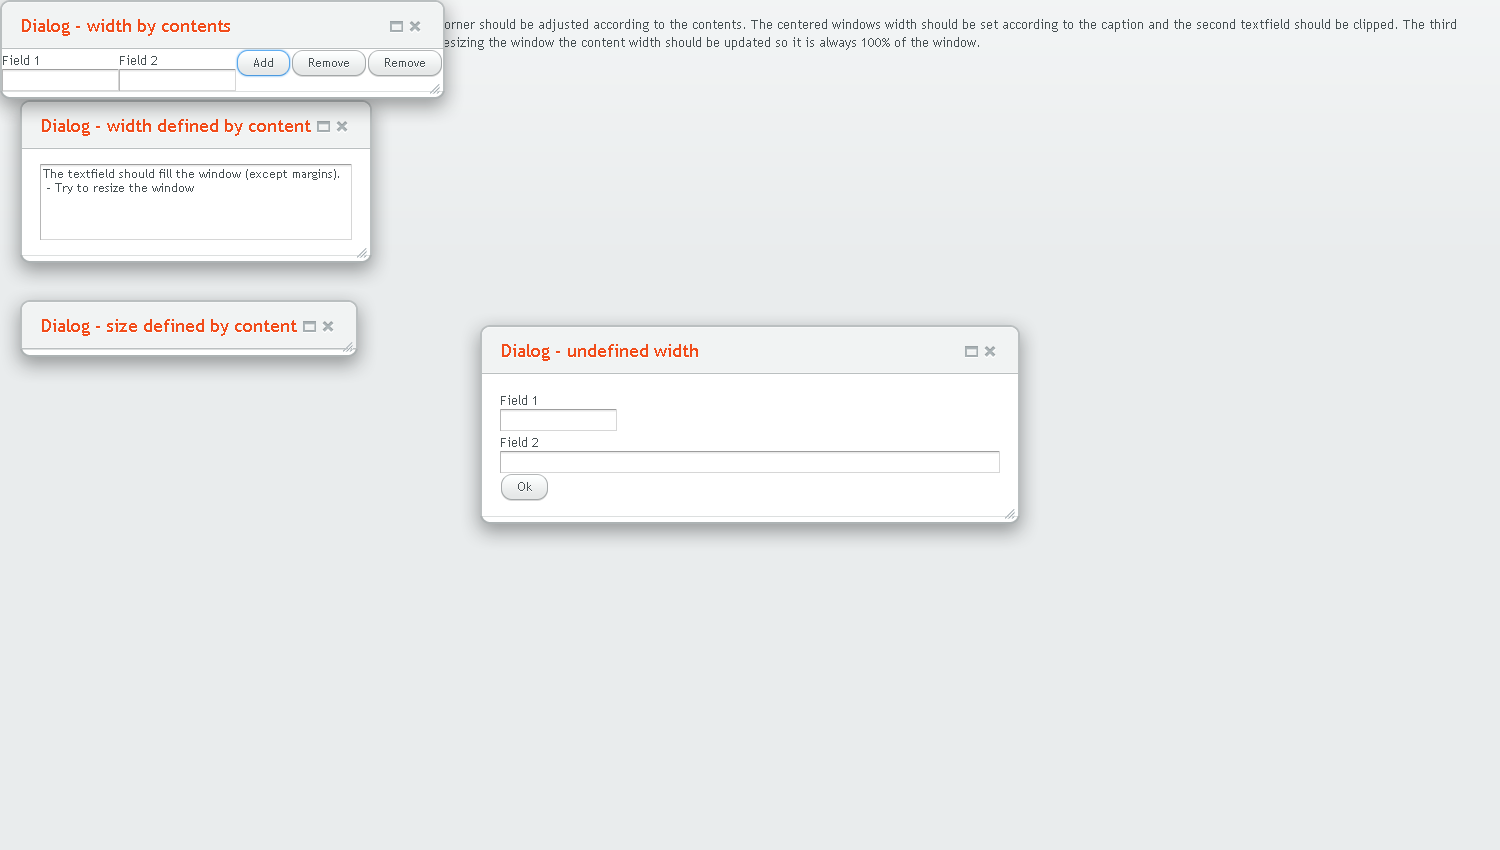 Dialog - width by contents
orner should be adjusted according to the contents. The centered windows width should be set according to the caption and the second textfield should be clipped. The third
esizing the window the content width should be updated so it is always 100% of the window.
Field 1
Field 2
Add
Remove
Remove
Dialog - width defined by content
The textfield should fill the window (except margins).
- Try to resize the window
Dialog - size defined by content
Dialog - undefined width
Field 1
Field 2
Ok